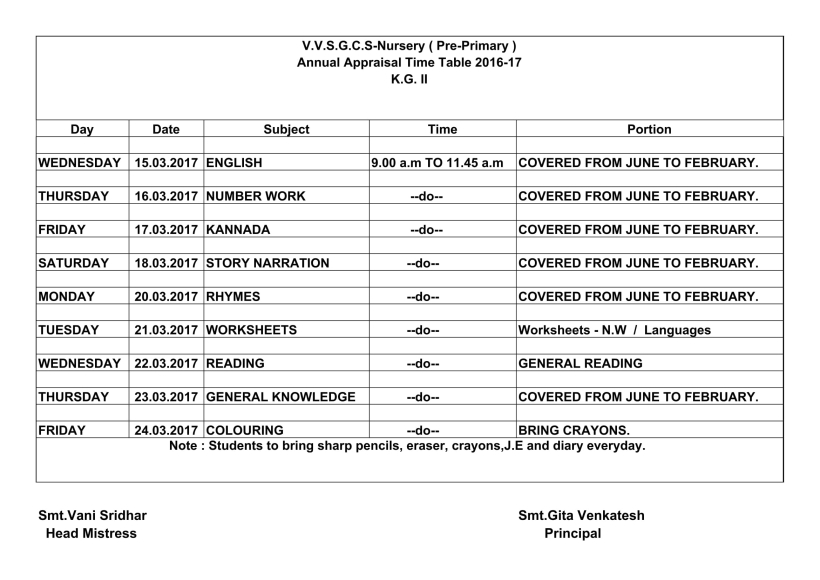 V.V.S.G.C.S-Nursery ( Pre-Primary )
Annual Appraisal Time Table 2016-17
K.G. II
Day Date Subject Time Portion
WEDNESDAY 15.03.2017 ENGLISH 9.00 a.m TO 11.45 a.m COVERED FROM JUNE TO FEBRUARY.
THURSDAY 16.03.2017 NUMBER WORK --do-- COVERED FROM JUNE TO FEBRUARY.
FRIDAY 17.03.2017 KANNADA --do-- COVERED FROM JUNE TO FEBRUARY.
SATURDAY 18.03.2017 STORY NARRATION --do-- COVERED FROM JUNE TO FEBRUARY.
MONDAY 20.03.2017 RHYMES --do-- COVERED FROM JUNE TO FEBRUARY.
TUESDAY 21.03.2017 WORKSHEETS --do-- Worksheets - N.W / Languages
WEDNESDAY 22.03.2017 READING --do-- GENERAL READING
THURSDAY 23.03.2017 GENERAL KNOWLEDGE --do-- COVERED FROM JUNE TO FEBRUARY.
FRIDAY 24.03.2017 COLOURING --do-- BRING CRAYONS.
Note : Students to bring sharp pencils, eraser, crayons,J.E and diary everyday.
Smt.Vani Sridhar Smt.Gita Venkatesh
Head Mistress Principal